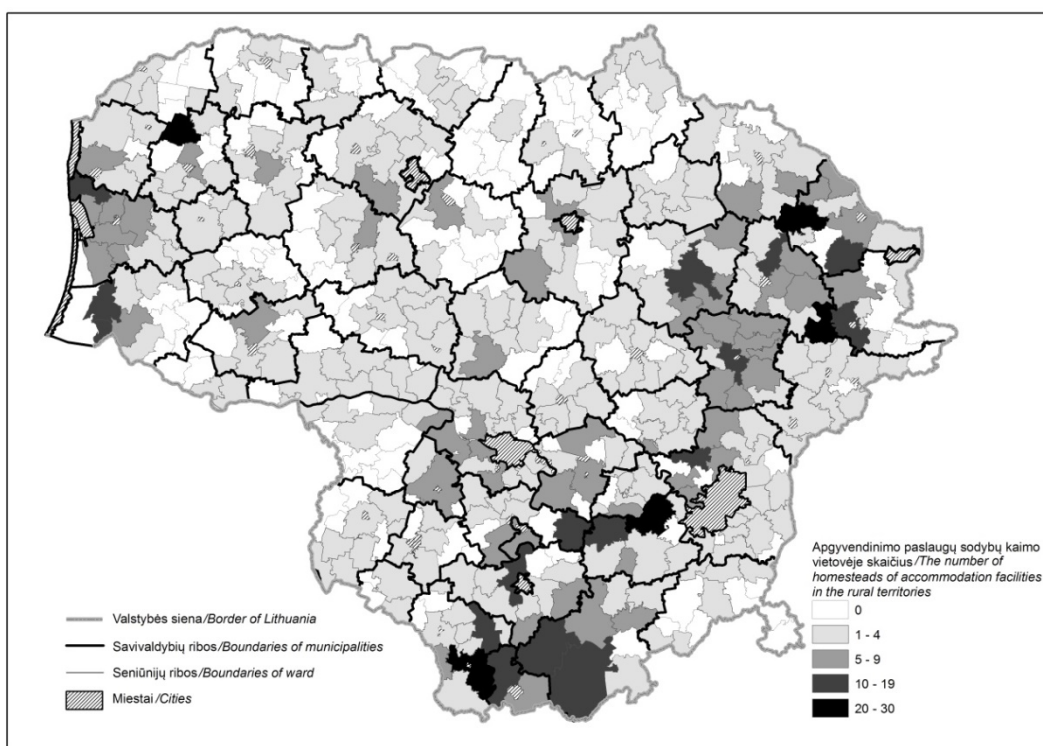 Apgyvendinimo paslaugų sodybų kaimo
vietovėje skaičius /The number of
homesteads of accommodation facilities
in the rural territories
0
1 - 4
5 - 9
10 - 19
20 - 30
Valstybės siena/Border of Lithuania
Savivaldybių ribos/Boundaries of municipalities
Seniūnijų ribos/Boundaries of ward
Miestai/Cities